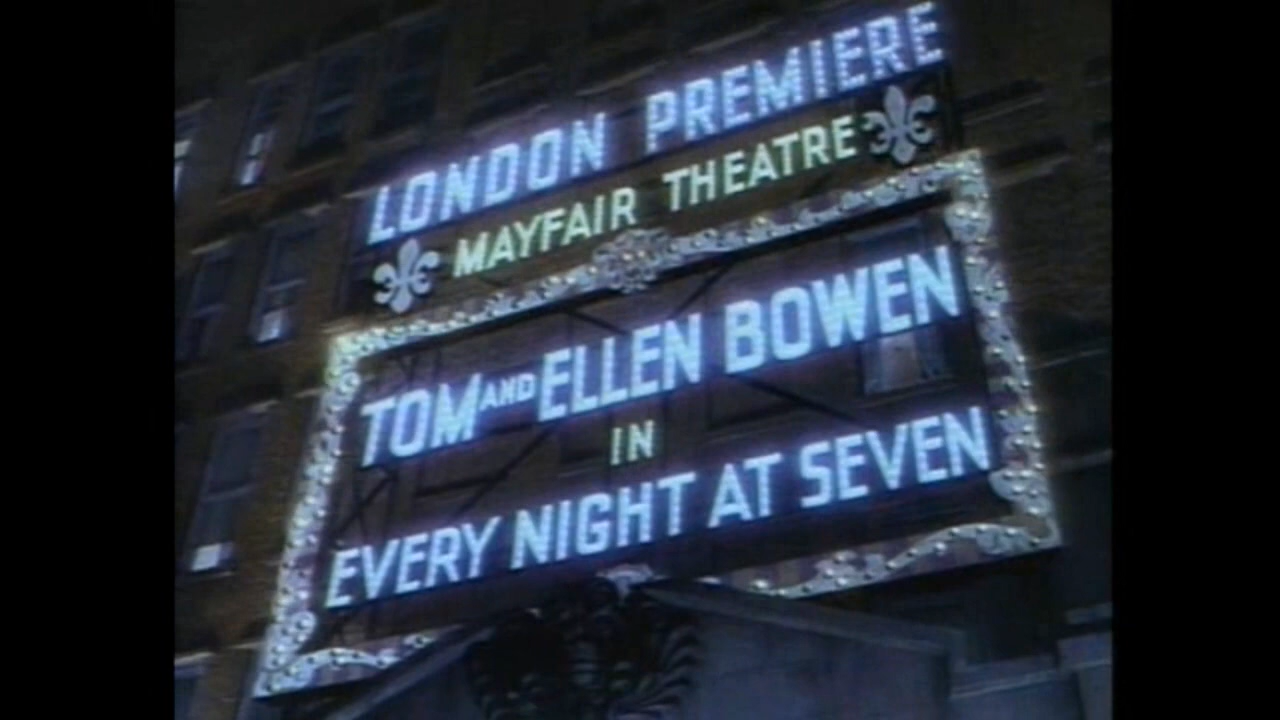 LONDON PREMIERE
MAYFAIR THEATRE
TOM AND ELLEN BOWEN
IN
EVERY NIGHT AT SEVEN